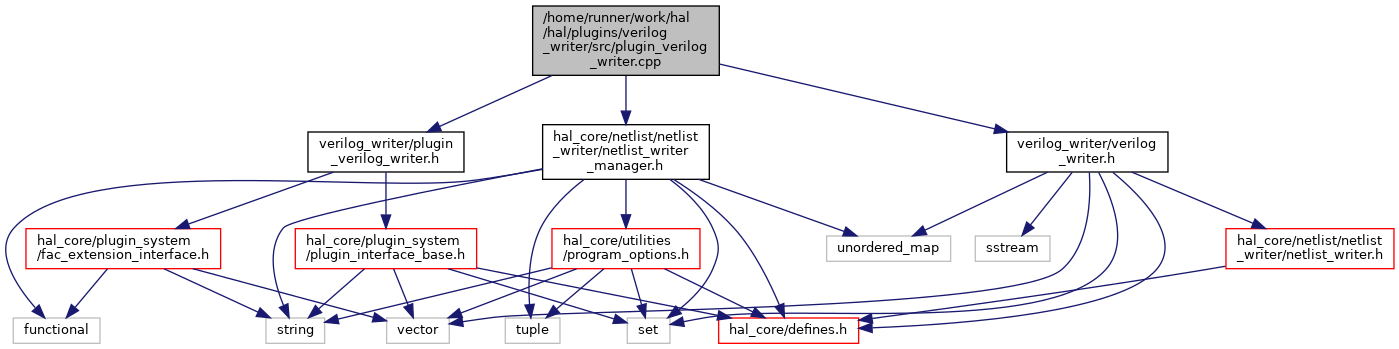 /home/runner/work/hal
/hal/plugins/verilog
_writer/src/plugin_verilog
_writer.cpp
verilog_writer/plugin
_verilog_writer.h
hal_core/netlist/netlist
_writer/netlist_writer
_manager.h
verilog_writer/verilog
_writer.h
hal_core/plugin_system
/fac_extension_interface.h
hal_core/plugin_system
/plugin_interface_base.h
hal_core/utilities
/program_options.h
unordered_map
sstream
hal_core/netlist/netlist
_writer/netlist_writer.h
functional
string
vector
tuple
set
hal_core/defines.h